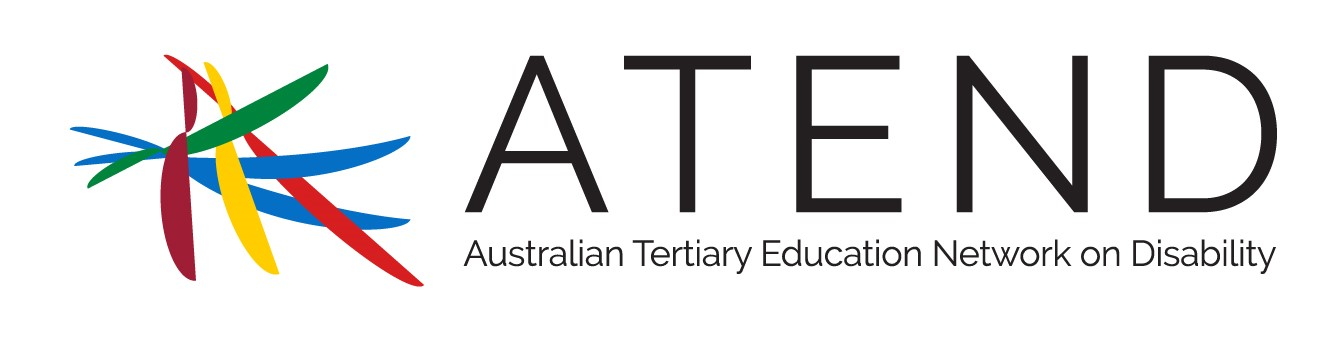 ATEND
Australian Tertiary Education Network on Disability